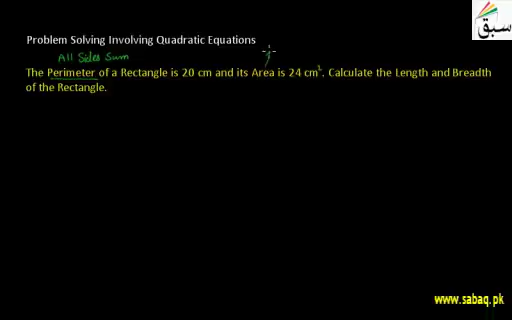 سبق
Problem Solving Involving Quadratic Equations
All Sides Sum
The Perimeter of a Rectangle is 20 cm and its Area is 24 cm². Calculate the Length and Breadth
of the Rectangle.
www.sabaq.pk